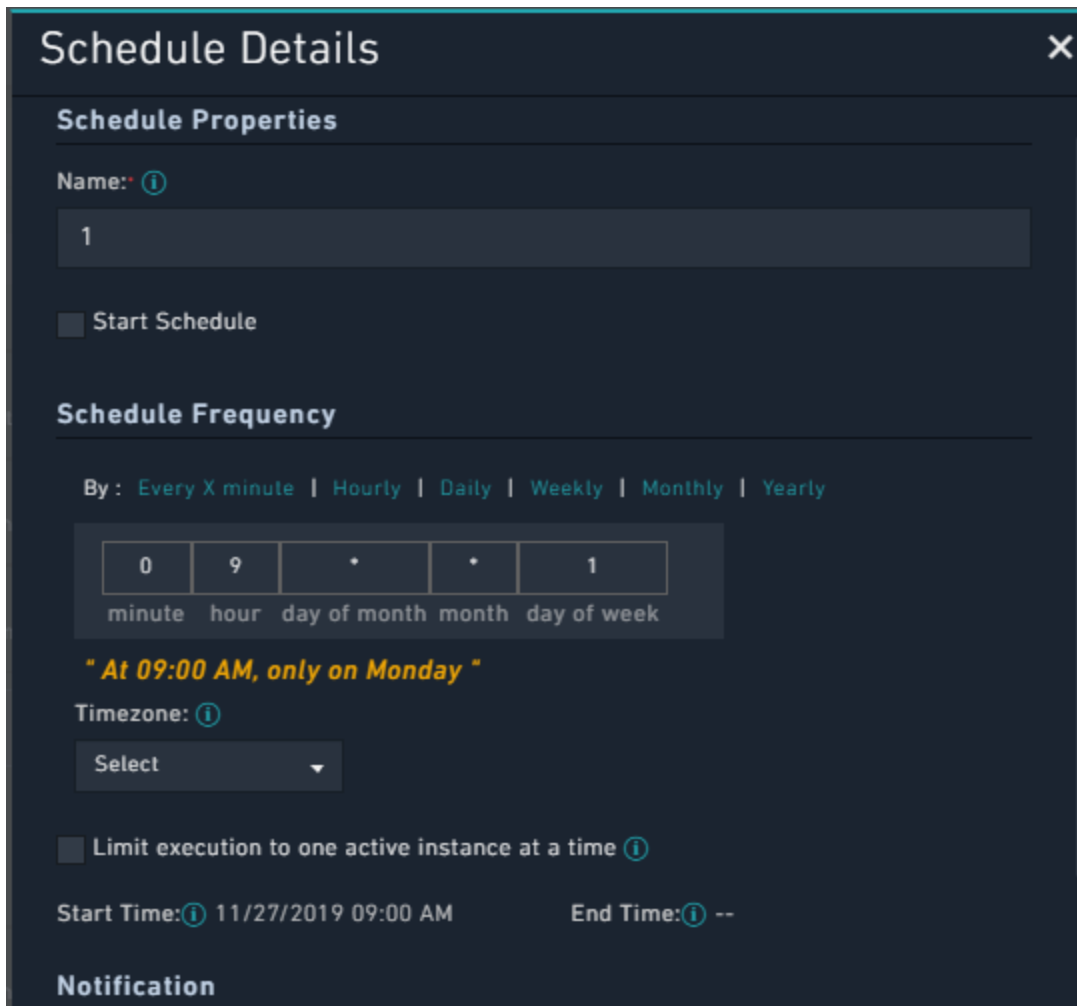 Schedule Details
Schedule Properties
Name:*
1
Start Schedule
Schedule Frequency
By : Every X minute | Hourly | Daily | Weekly | Monthly | Yearly
0 9 * * 1
minute hour day of month month day of week
" At 09:00 AM, only on Monday "
Timezone:
Select
Limit execution to one active instance at a time
Start Time: 11/27/2019 09:00 AM End Time: --
Notification